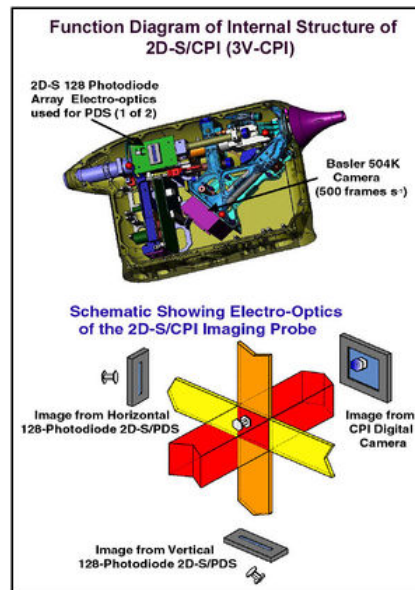 Function Diagram of Internal Structure of
2D-S/CPI (3V-CPI)
2D-S 128 Photodiode
Array Electro-optics
used for PDS (1 of 2)
Basler 504K
Camera
(500 frames s⁻¹)
Schematic Showing Electro-Optics
of the 2D-S/CPI Imaging Probe
Image from Horizontal
128-Photodiode 2D-S/PDS
Image from
CPI Digital
Camera
Image from Vertical
128-Photodiode 2D-S/PDS